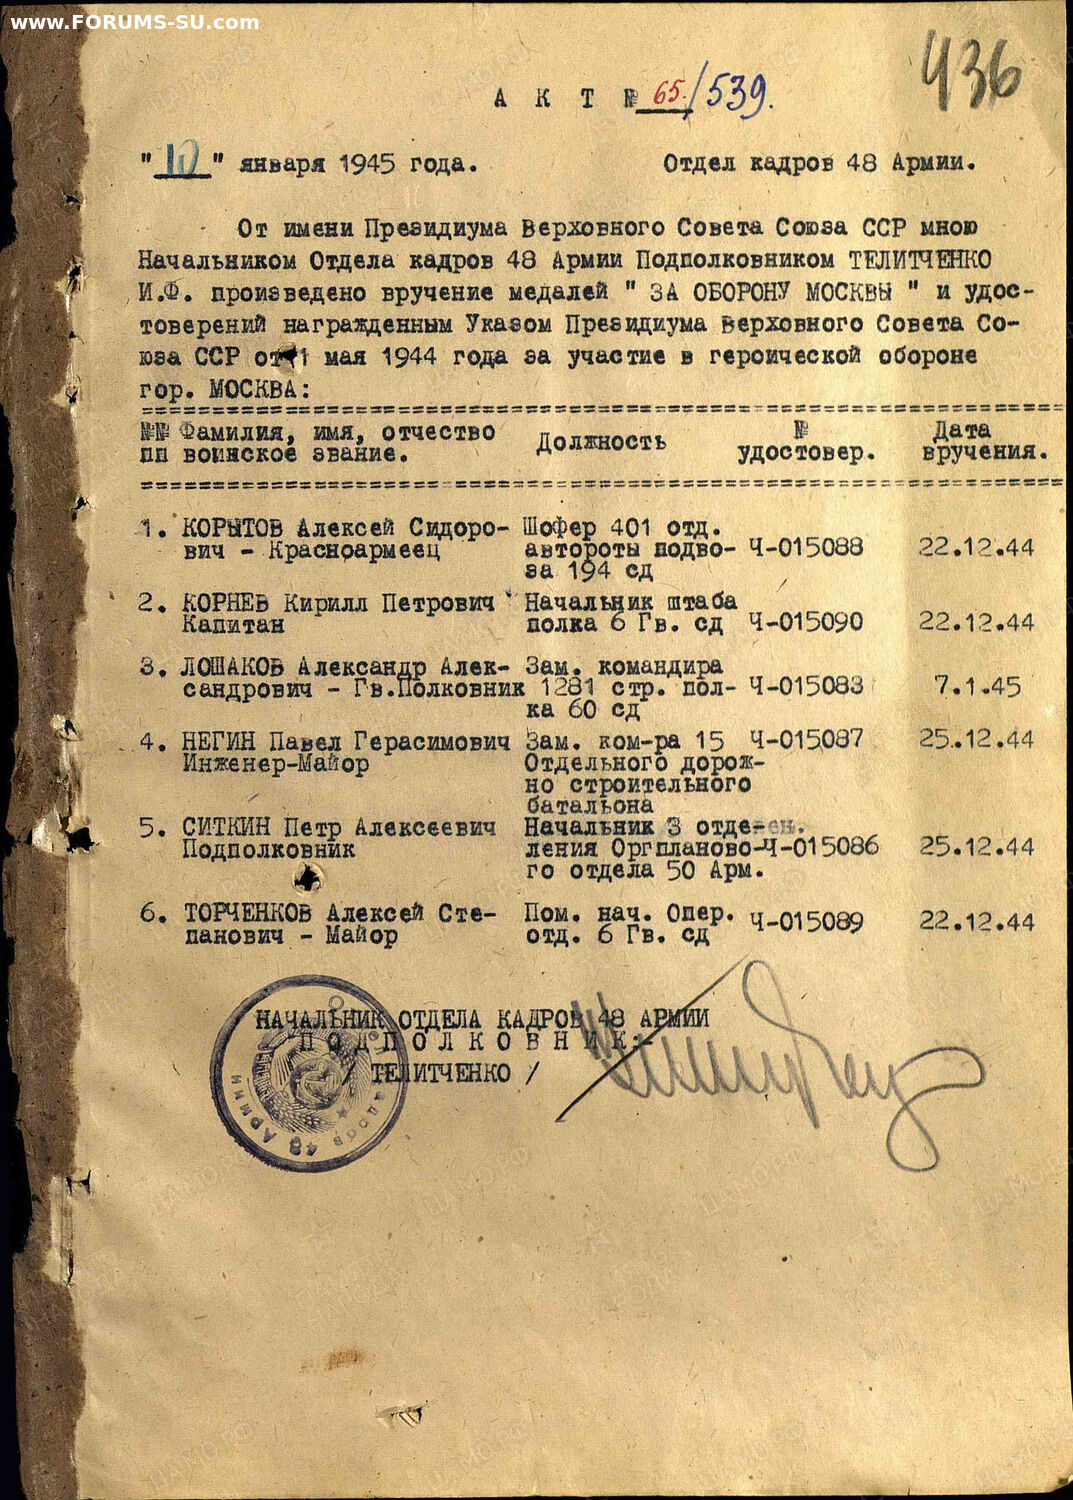 www.FORUMS-SU.com
436
А К Т № 65/539.
"10" января 1945 года. Отдел кадров 48 Армии.
От имени Президиума Верховного Совета Союза ССР мною
Начальником Отдела кадров 48 Армии Подполковником ТЕЛИТЧЕНКО
И.Ф. произведено вручение медалей " ЗА ОБОРОНУ МОСКВЫ " и удос-
товерений награжденным Указом Президиума Верховного Совета Со-
юза ССР от 1 мая 1944 года за участие в героической обороне
гор. МОСКВА:
№№ Фамилия, имя, отчество Должность № Дата
пп воинское звание. удостовер. вручения.
1. КОРЫТОВ Алексей Сидоро- Шофер 401 отд.
вич - Красноармеец автороты подво- Ч-015088 22.12.44
за 194 сд
2. КОРНЕВ Кирилл Петрович Начальник штаба
Капитан полка 6 Гв. сд Ч-015090 22.12.44
3. ЛОШАКОВ Александр Алек- Зам. командира
сандрович - Гв.Полковник 1281 стр. пол- Ч-015083 7.1.45
ка 60 сд
4. НЕГИН Павел Герасимович Зам. ком-ра 15 Ч-015087 25.12.44
Инженер-Майор Отдельного дорож-
но строительного
батальона
5. СИТКИН Петр Алексеевич Начальник 3 отде-
Подполковник ления Оргпланово- Ч-015086 25.12.44
го отдела 50 Арм.
6. ТОРЧЕНКОВ Алексей Сте- Пом. нач. Опер. Ч-015089 22.12.44
панович - Майор отд. 6 Гв. сд
НАЧАЛЬНИК ОТДЕЛА КАДРОВ 48 АРМИИ
П О Д П О Л К О В Н И К:-
/ ТЕЛИТЧЕНКО /
48 АРМИИ